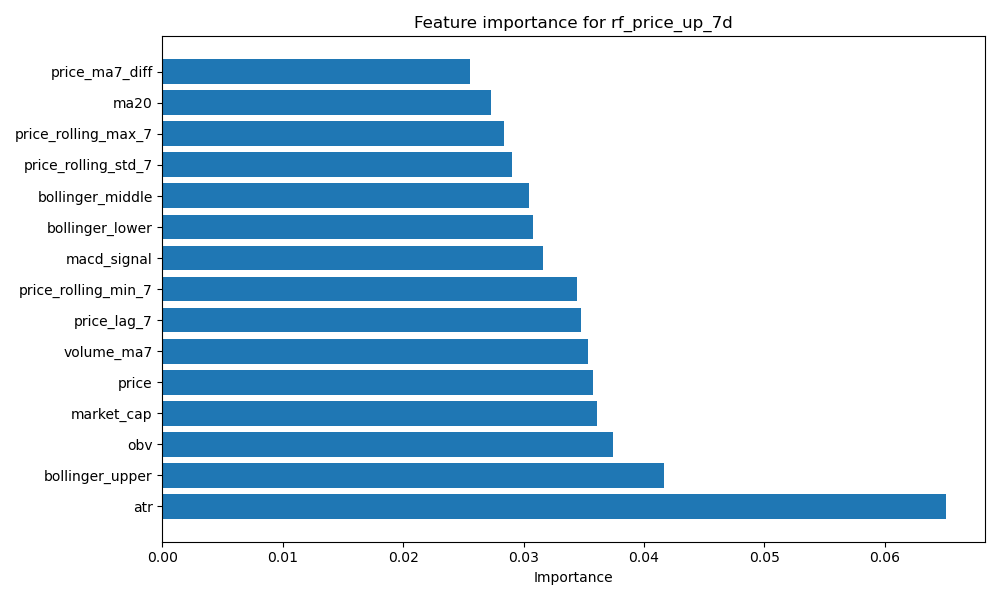 Feature importance for rf_price_up_7d
price_ma7_diff
ma20
price_rolling_max_7
price_rolling_std_7
bollinger_middle
bollinger_lower
macd_signal
price_rolling_min_7
price_lag_7
volume_ma7
price
market_cap
obv
bollinger_upper
atr
0.00 0.01 0.02 0.03 0.04 0.05 0.06
Importance